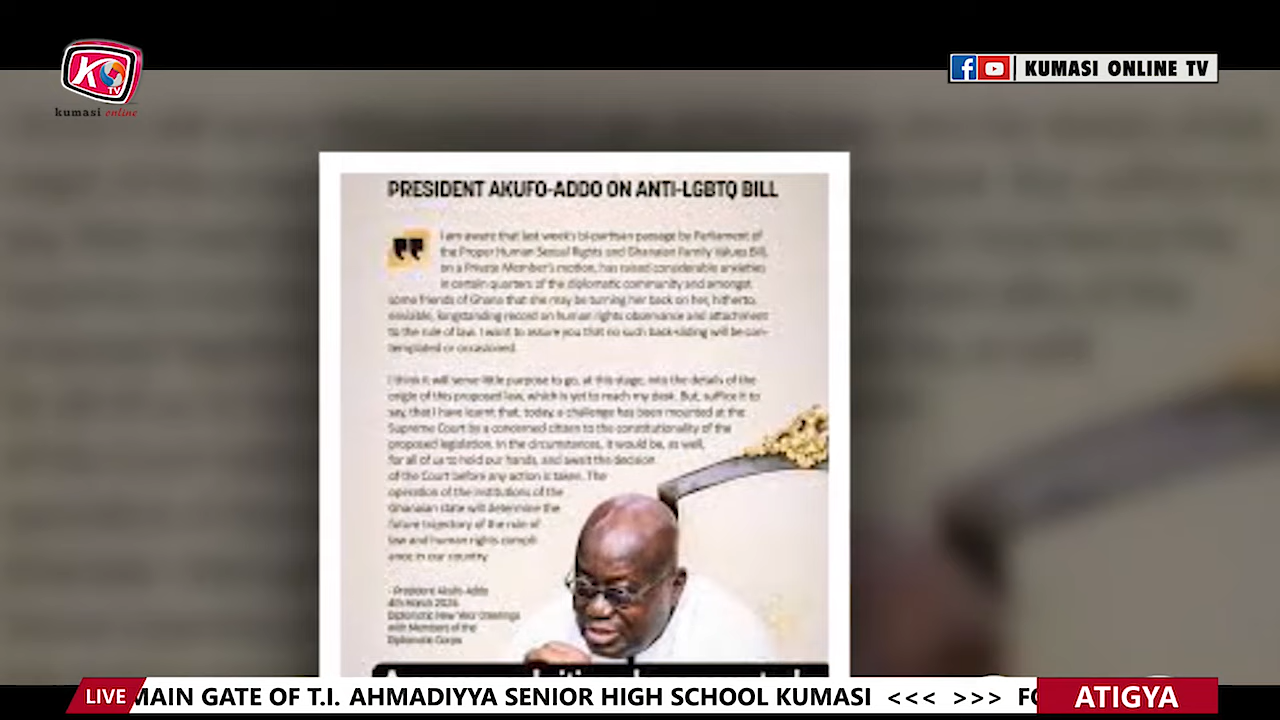 K
TV
kumasi online
f KUMASI ONLINE TV
PRESIDENT AKUFO-ADDO ON ANTI-LGBTQ BILL
I am aware that last week's bi-partisan passage by Parliament of
the Proper Human Sexual Rights and Ghanaian Family Values Bill,
on a Private Member's motion, has raised considerable anxieties
in certain quarters of the diplomatic community and amongst
some friends of Ghana that she may be turning her back on her, hitherto,
enviable, longstanding record on human rights observance and attachment
to the rule of law. I want to assure you that no such back-sliding will be con-
templated or occasioned.
I think it will serve little purpose to go, at this stage, into the details of the
origin of this proposed law, which is yet to reach my desk. But, suffice it to
say, that I have learnt that, today, a challenge has been mounted at the
Supreme Court by a concerned citizen to the constitutionality of the
proposed legislation. In the circumstances, it would be, as well,
for all of us to hold our hands, and await the decision
of the Court before any action is taken. The
operation of the institutions of the
Ghanaian state will determine the
future trajectory of the rule of
law and human rights compli-
ance in our country
- President Akufo-Addo
4th March 2024
Diplomatic New Year Greetings
with Members of the
Diplomatic Corps
LIVE MAIN GATE OF T.I. AHMADIYYA SENIOR HIGH SCHOOL KUMASI <<< >>> FO ATIGYA